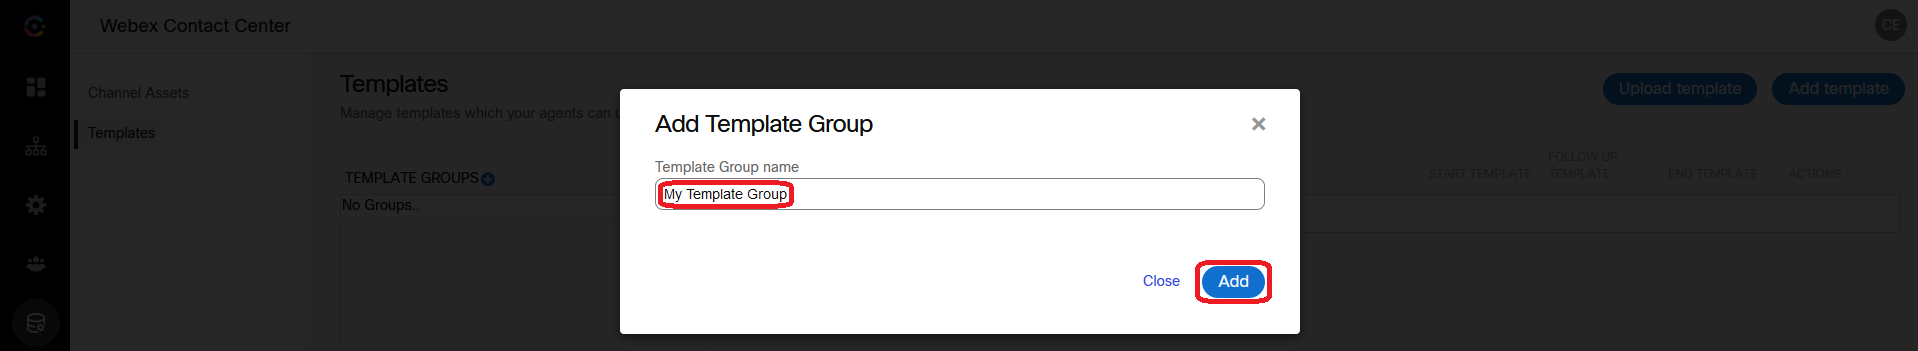 Webex Contact Center
CE
Channel Assets
Templates
Templates
Manage templates which your agents can
Upload template
Add template
TEMPLATE GROUPS
No Groups..
START TEMPLATE
FOLLOW UP
TEMPLATE
END TEMPLATE
ACTIONS
Add Template Group
×
Template Group name
My Template Group
Close
Add